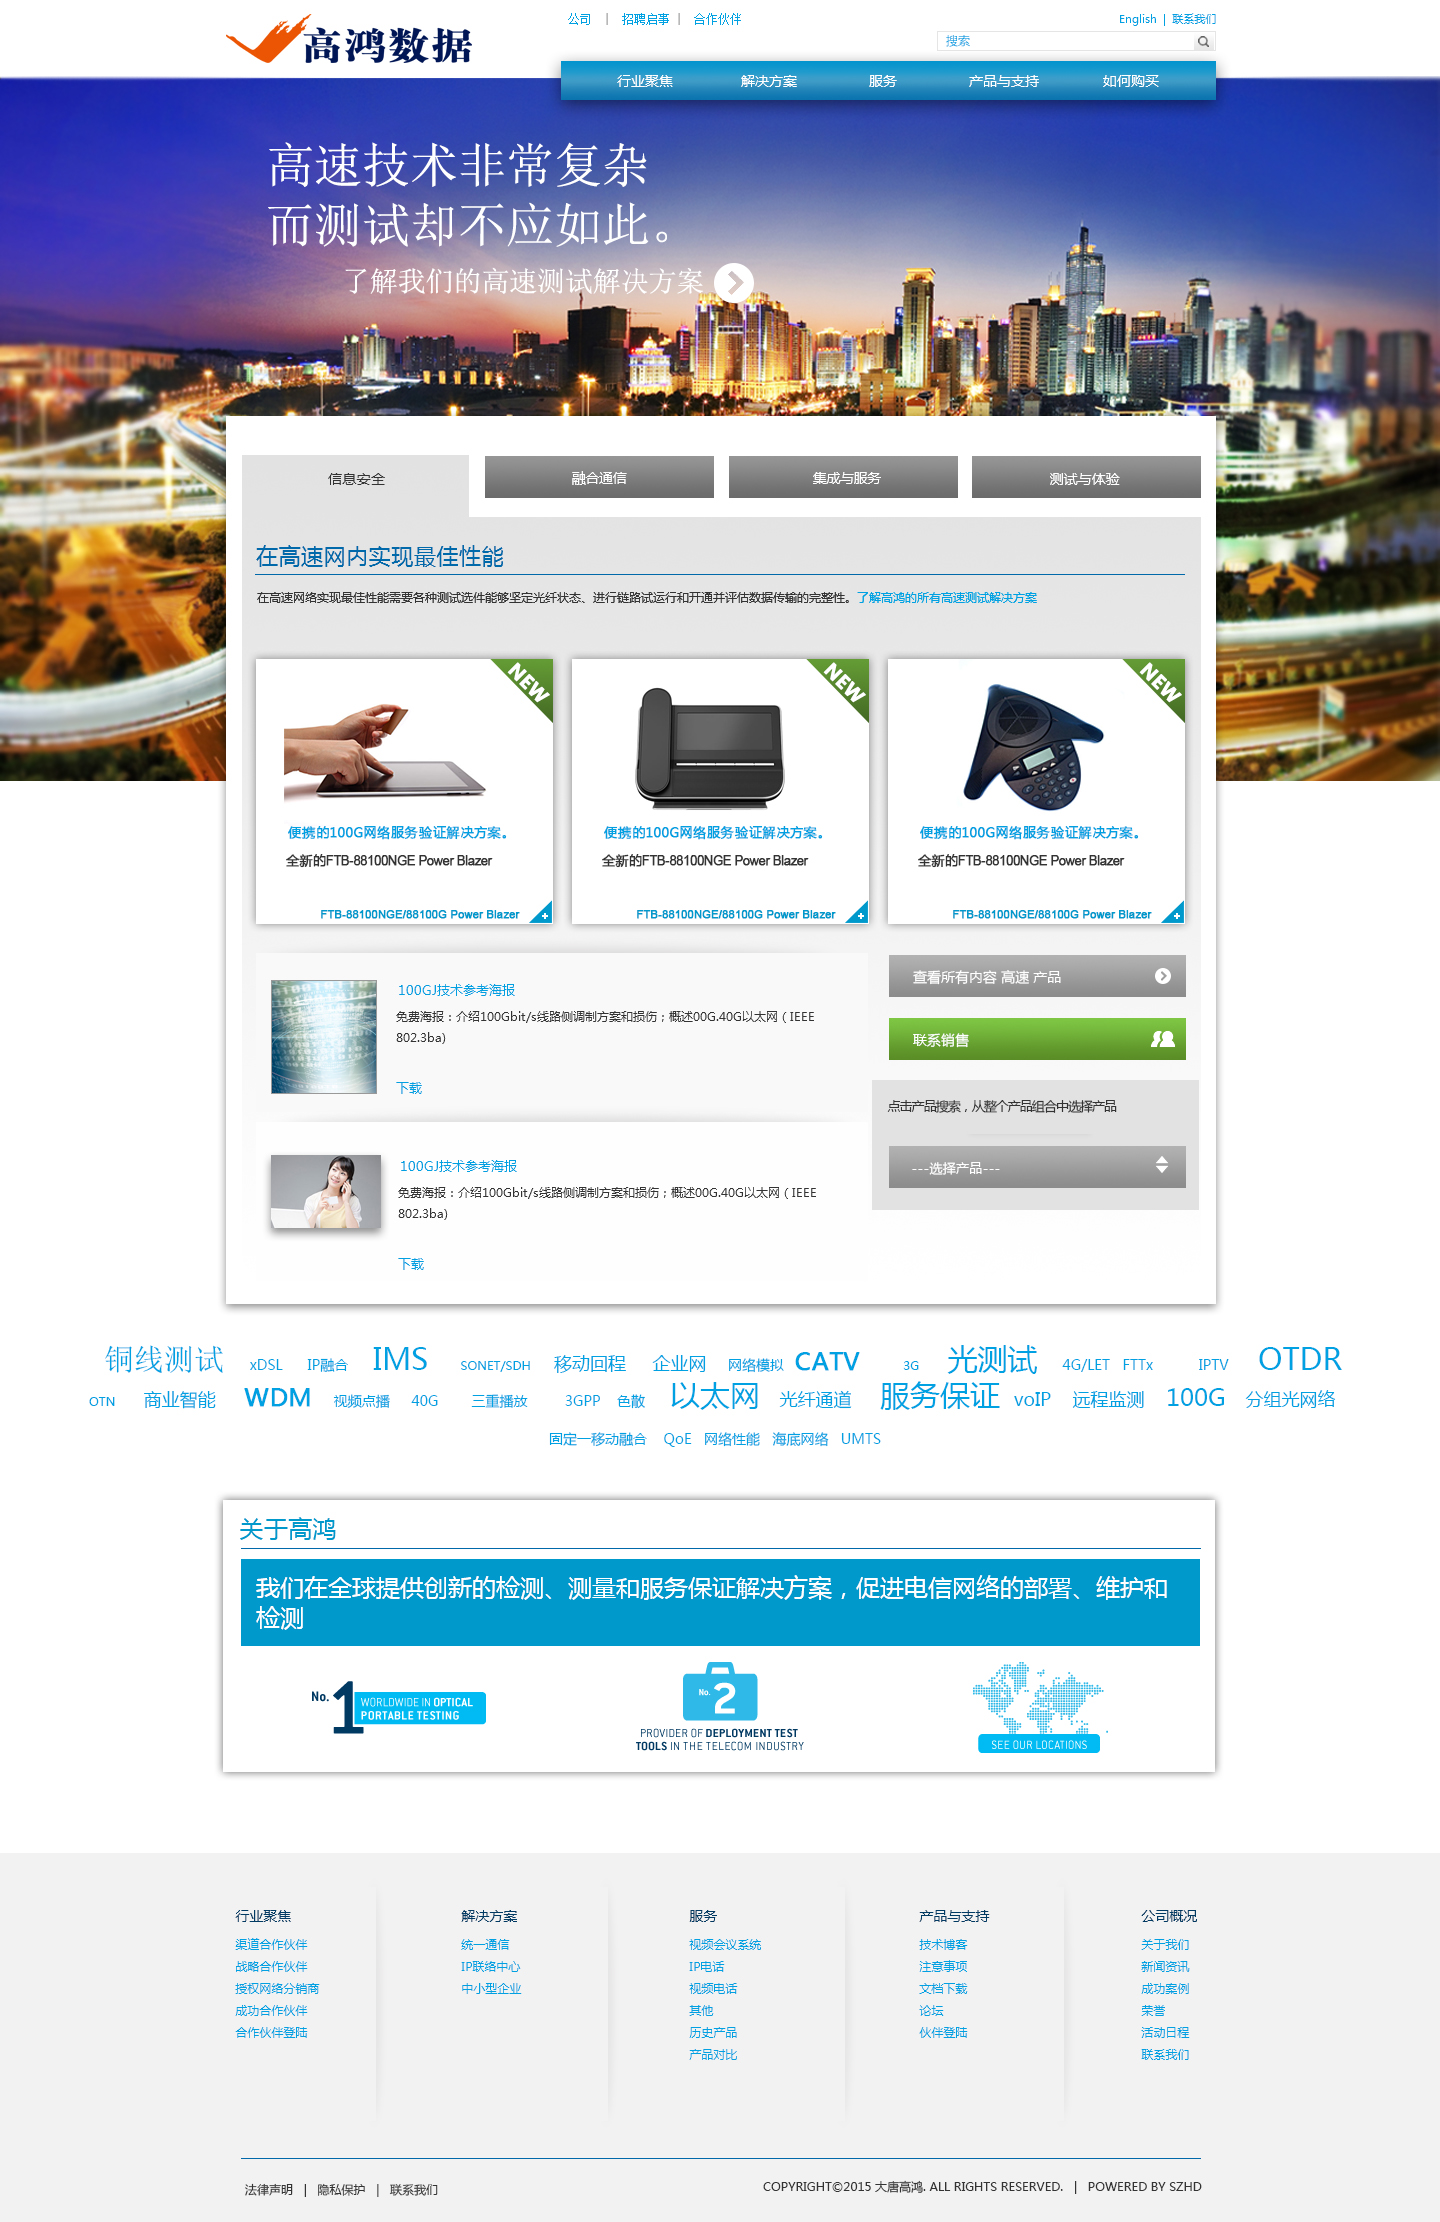 公司 | 招聘启事 | 合作伙伴
English | 联系我们
高鸿数据
搜索
行业聚焦 解决方案 服务 产品与支持 如何购买
高速技术非常复杂
而测试却不应如此。
了解我们的高速测试解决方案
信息安全 融合通信 集成与服务 测试与体验
在高速网内实现最佳性能
在高速网络实现最佳性能需要各种测试选件能够坚定光纤状态、进行链路试运行和开通并评估数据传输的完整性。了解高鸿的所有高速测试解决方案
NEW NEW NEW
便携的100G网络服务验证解决方案。 便携的100G网络服务验证解决方案。 便携的100G网络服务验证解决方案。
全新的FTB-88100NGE Power Blazer 全新的FTB-88100NGE Power Blazer 全新的FTB-88100NGE Power Blazer
FTB-88100NGE/88100G Power Blazer FTB-88100NGE/88100G Power Blazer FTB-88100NGE/88100G Power Blazer
100GJ技术参考海报
免费海报：介绍100Gbit/s线路侧调制方案和损伤；概述00G.40G以太网（IEEE
802.3ba)
下载
100GJ技术参考海报
免费海报：介绍100Gbit/s线路侧调制方案和损伤；概述00G.40G以太网（IEEE
802.3ba)
下载
查看所有内容 高速 产品
联系销售
点击产品搜索，从整个产品组合中选择产品
---选择产品---
铜线测试 xDSL IP融合 IMS SONET/SDH 移动回程 企业网 网络模拟 CATV 3G 光测试 4G/LET FTTx IPTV OTDR
OTN 商业智能 WDM 视频点播 40G 三重播放 3GPP 色散 以太网 光纤通道 服务保证 voIP 远程监测 100G 分组光网络
固定一移动融合 QoE 网络性能 海底网络 UMTS
关于高鸿
我们在全球提供创新的检测、测量和服务保证解决方案，促进电信网络的部署、维护和
检测
No.1 WORLDWIDE IN OPTICAL
PORTABLE TESTING
No.2
PROVIDER OF DEPLOYMENT TEST
TOOLS IN THE TELECOM INDUSTRY
SEE OUR LOCATIONS
行业聚焦
渠道合作伙伴
战略合作伙伴
授权网络分销商
成功合作伙伴
合作伙伴登陆
解决方案
统一通信
IP联络中心
中小型企业
服务
视频会议系统
IP电话
视频电话
其他
历史产品
产品对比
产品与支持
技术博客
注意事项
文档下载
论坛
伙伴登陆
公司概况
关于我们
新闻资讯
成功案例
荣誉
活动日程
联系我们
法律声明 | 隐私保护 | 联系我们
COPYRIGHT©2015 大唐高鸿. ALL RIGHTS RESERVED. | POWERED BY SZHD